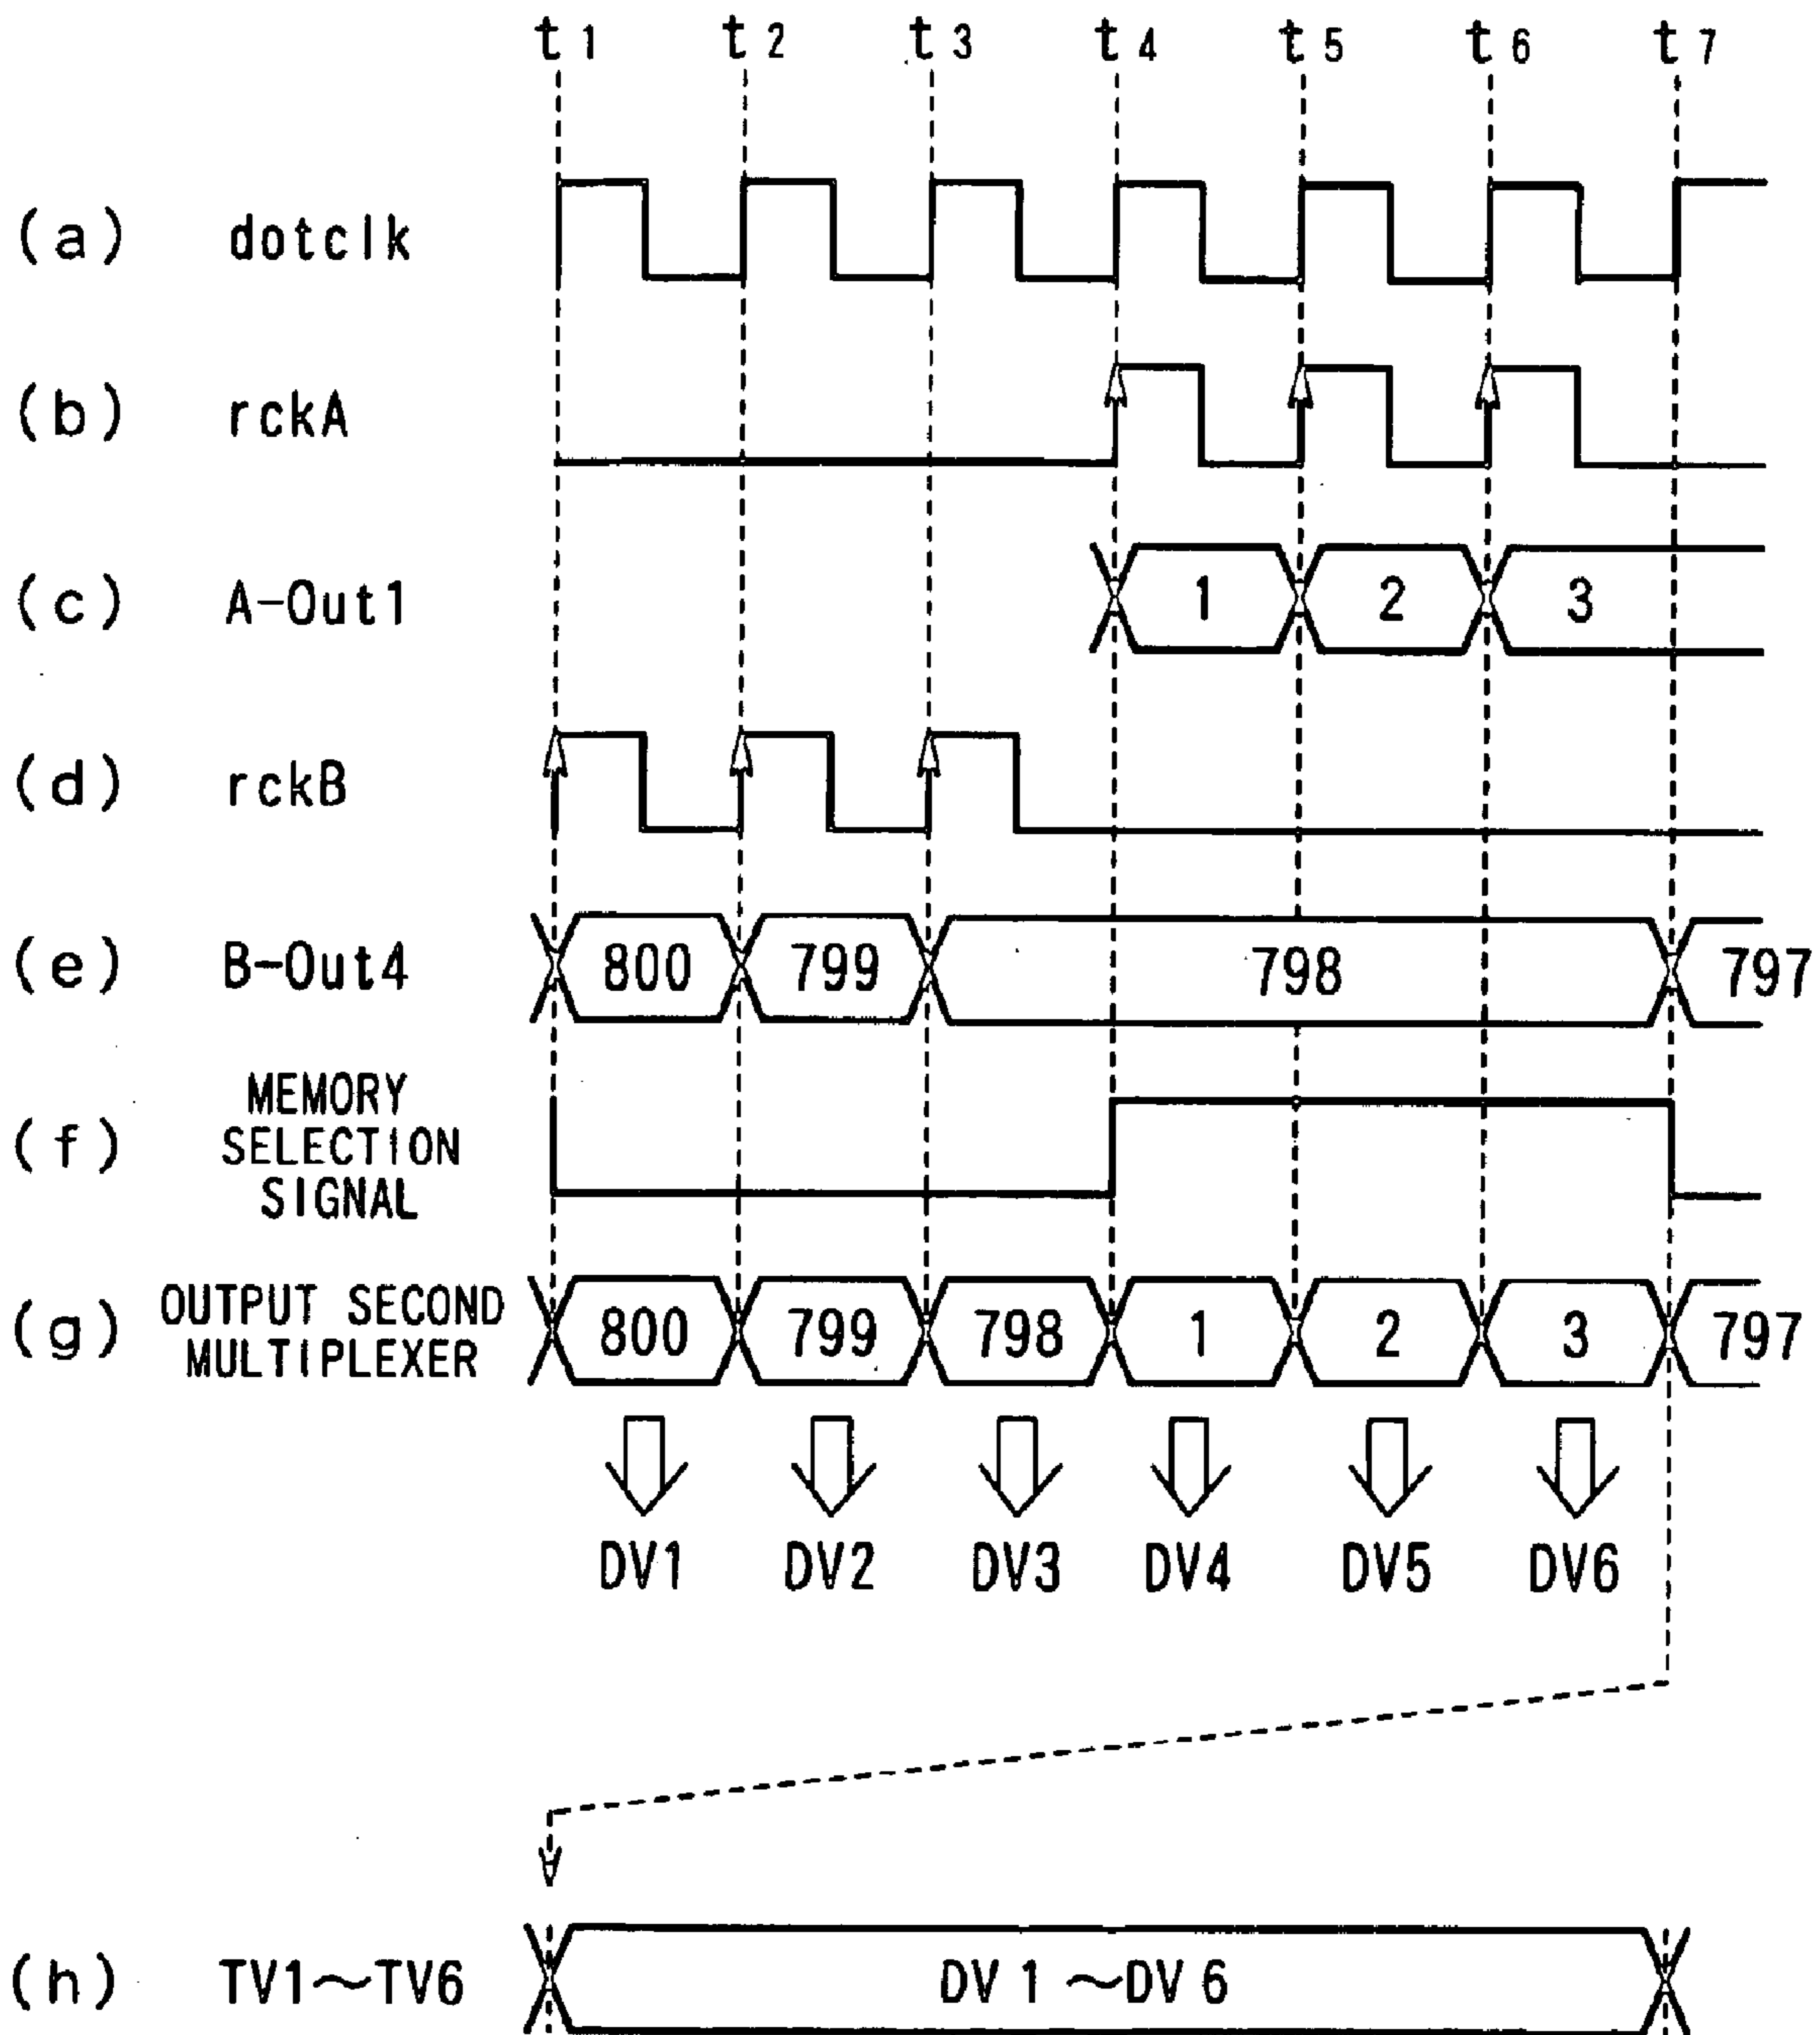 t1 t2 t3 t4 t5 t6 t7
(a) dotclk
(b) rckA
(c) A-Out1 1 2 3
(d) rckB
(e) B-Out4 800 799 798 797
(f) MEMORY
SELECTION
SIGNAL
(g) OUTPUT SECOND
MULTIPLEXER 800 799 798 1 2 3 797
DV1 DV2 DV3 DV4 DV5 DV6
(h) TV1~TV6 DV1~DV6